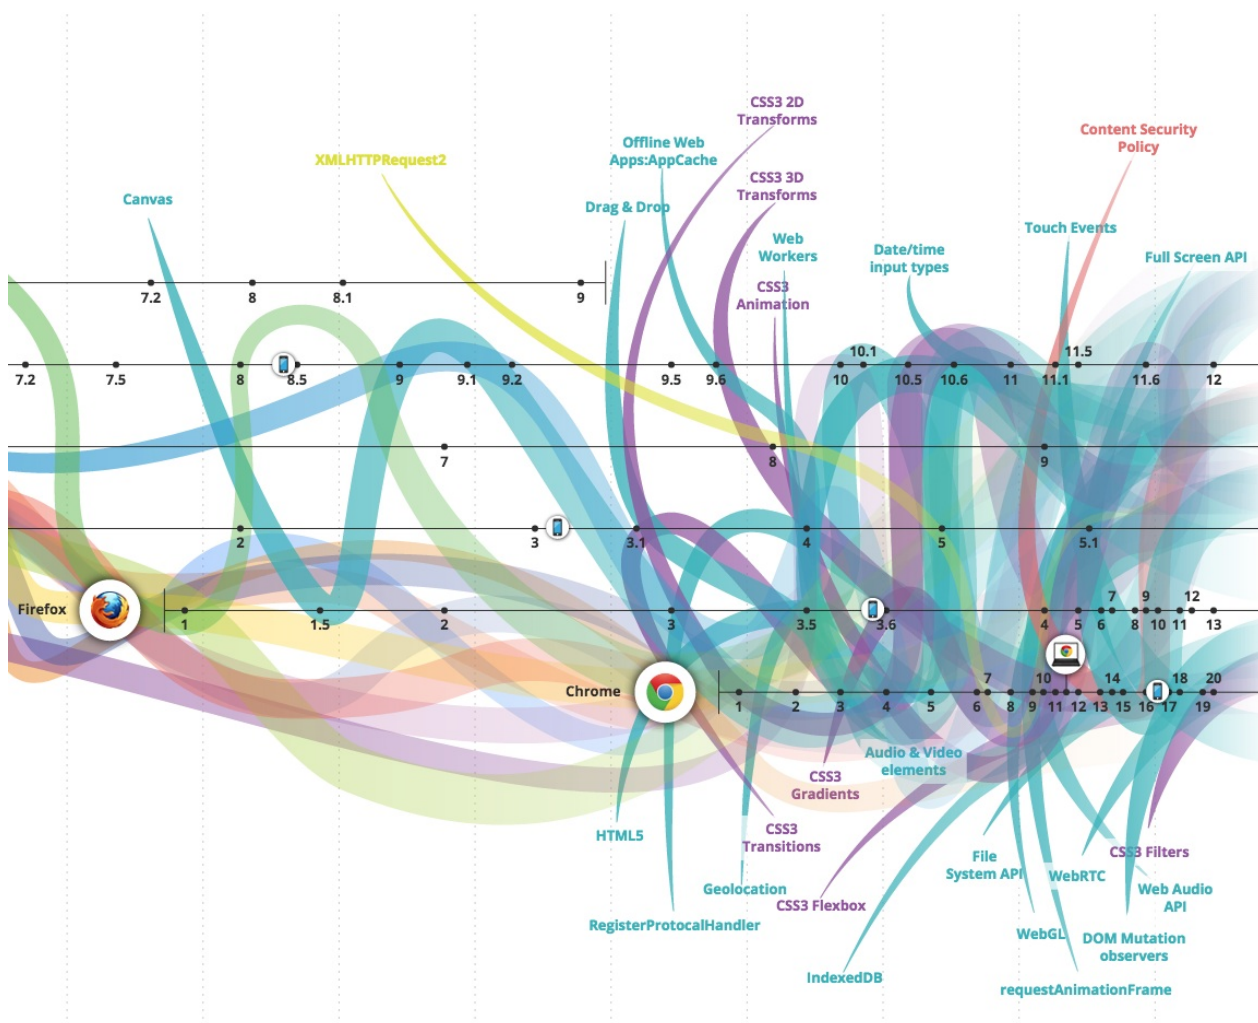 CSS3 2D
Transforms
Content Security
Policy
Offline Web
Apps:AppCache
XMLHTTPRequest2
CSS3 3D
Transforms
Canvas
Drag & Drop
Touch Events
Web
Workers
Date/time
input types
Full Screen API
CSS3
Animation
7.2 8 8.1 9
10.1 11.5
7.2 7.5 8 8.5 9 9.1 9.2 9.5 9.6 10 10.5 10.6 11 11.1 11.6 12
7 8 9
2 3 3.1 4 5 5.1
7 9 12
Firefox
1 1.5 2 3 3.5 3.6 4 5 6 8 10 11 13
7 10 14 18 20
Chrome
1 2 3 4 5 6 8 9 11 12 13 15 16 17 19
Audio & Video
elements
CSS3
Gradients
HTML5
CSS3
Transitions
File
System API
CSS3 Filters
WebRTC
Geolocation
Web Audio
API
CSS3 Flexbox
RegisterProtocalHandler
WebGL
DOM Mutation
observers
IndexedDB
requestAnimationFrame